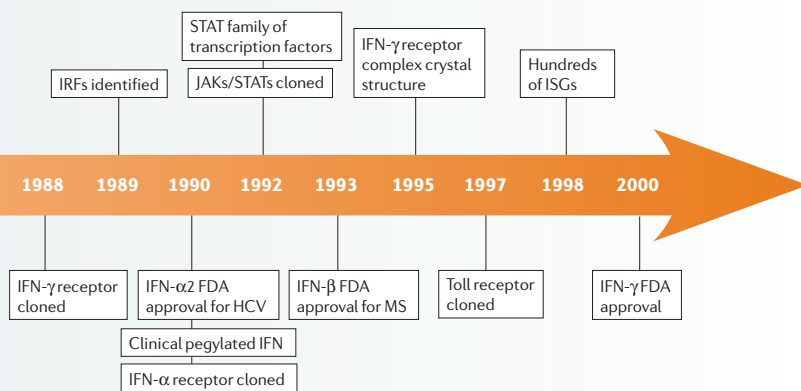 STAT family of
transcription factors
IRFs identified
JAKs/STATs cloned
IFN-γ receptor
complex crystal
structure
Hundreds
of ISGs
1988 1989 1990 1992 1993 1995 1997 1998 2000
IFN-γ receptor
cloned
IFN-α2 FDA
approval for HCV
Clinical pegylated IFN
IFN-α receptor cloned
IFN-β FDA
approval for MS
Toll receptor
cloned
IFN-γ FDA
approval